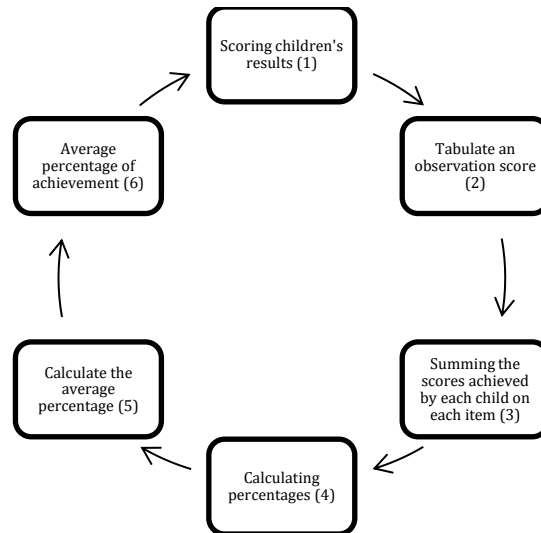 Scoring children's
results (1)
Tabulate an
observation score
(2)
Summing the
scores achieved
by each child on
each item (3)
Calculating
percentages (4)
Calculate the
average
percentage (5)
Average
percentage of
achievement (6)